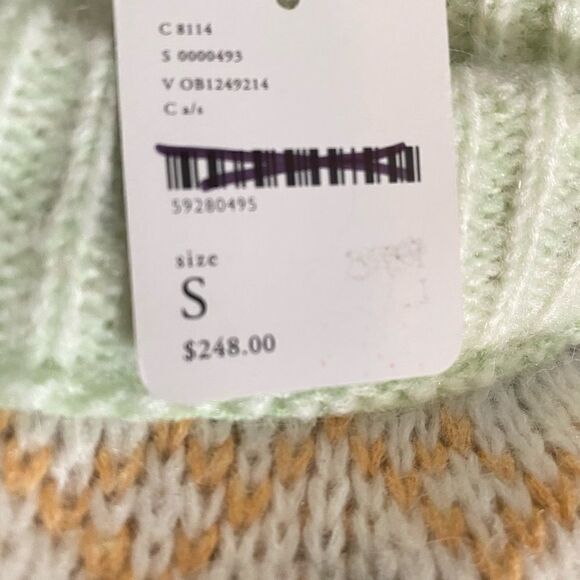 C 8114
S 0000493
V OB1249214
C s/s
59280495
size
S
$248.00